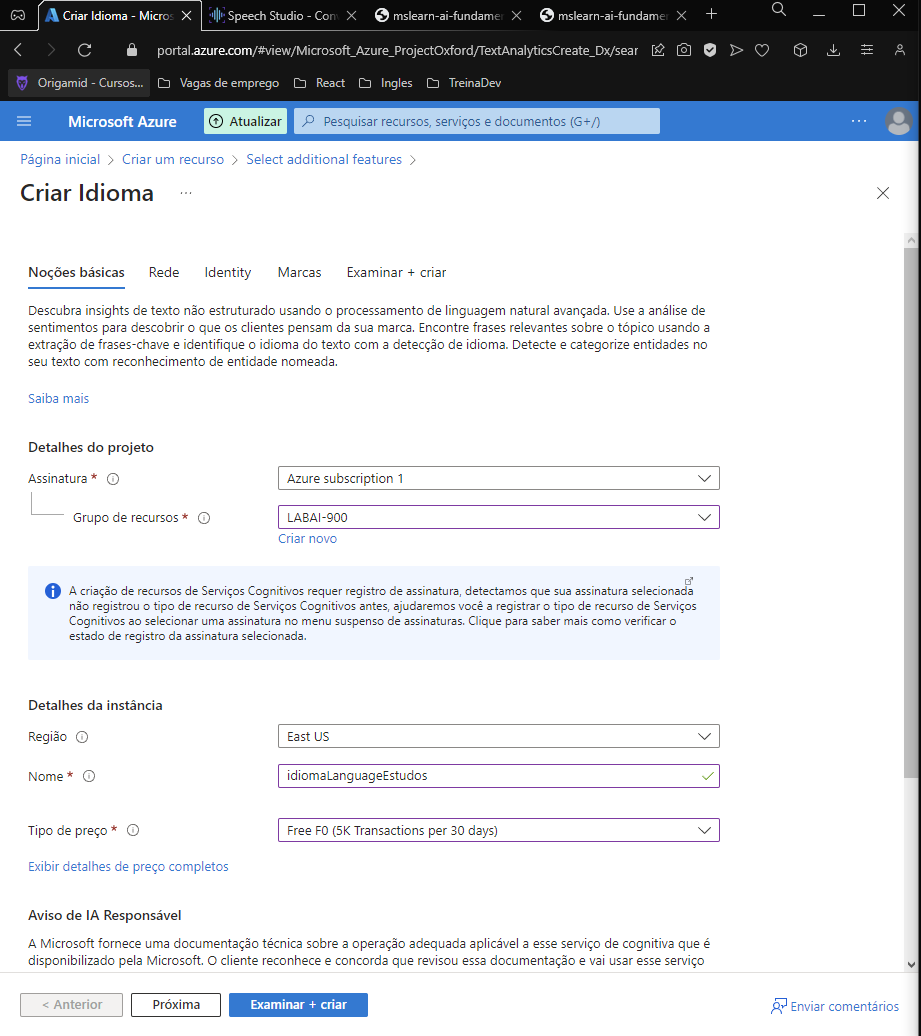 Criar Idioma - Micros
Speech Studio - Con
mslearn-ai-fundame
mslearn-ai-fundame
portal.azure.com/#view/Microsoft_Azure_ProjectOxford/TextAnalyticsCreate_Dx/sear
Origamid - Cursos...
Vagas de emprego
React
Ingles
TreinaDev
Microsoft Azure
Atualizar
Pesquisar recursos, serviços e documentos (G+/)
Página inicial > Criar um recurso > Select additional features >
Criar Idioma ...
Noções básicas
Rede
Identity
Marcas
Examinar + criar
Descubra insights de texto não estruturado usando o processamento de linguagem natural avançada. Use a análise de
sentimentos para descobrir o que os clientes pensam da sua marca. Encontre frases relevantes sobre o tópico usando a
extração de frases-chave e identifique o idioma do texto com a detecção de idioma. Detecte e categorize entidades no
seu texto com reconhecimento de entidade nomeada.
Saiba mais
Detalhes do projeto
Assinatura *
Azure subscription 1
Grupo de recursos *
LABAI-900
Criar novo
A criação de recursos de Serviços Cognitivos requer registro de assinatura, detectamos que sua assinatura selecionada
não registrou o tipo de recurso de Serviços Cognitivos antes, ajudaremos você a registrar o tipo de recurso de Serviços
Cognitivos ao selecionar uma assinatura no menu suspenso de assinaturas. Clique para saber mais como verificar o
estado de registro da assinatura selecionada.
Detalhes da instância
Região
East US
Nome *
idiomaLanguageEstudos
Tipo de preço *
Free F0 (5K Transactions per 30 days)
Exibir detalhes de preço completos
Aviso de IA Responsável
A Microsoft fornece uma documentação técnica sobre a operação adequada aplicável a esse serviço de cognitiva que é
disponibilizado pela Microsoft. O cliente reconhece e concorda que revisou essa documentação e vai usar esse serviço
< Anterior
Próxima
Examinar + criar
Enviar comentários